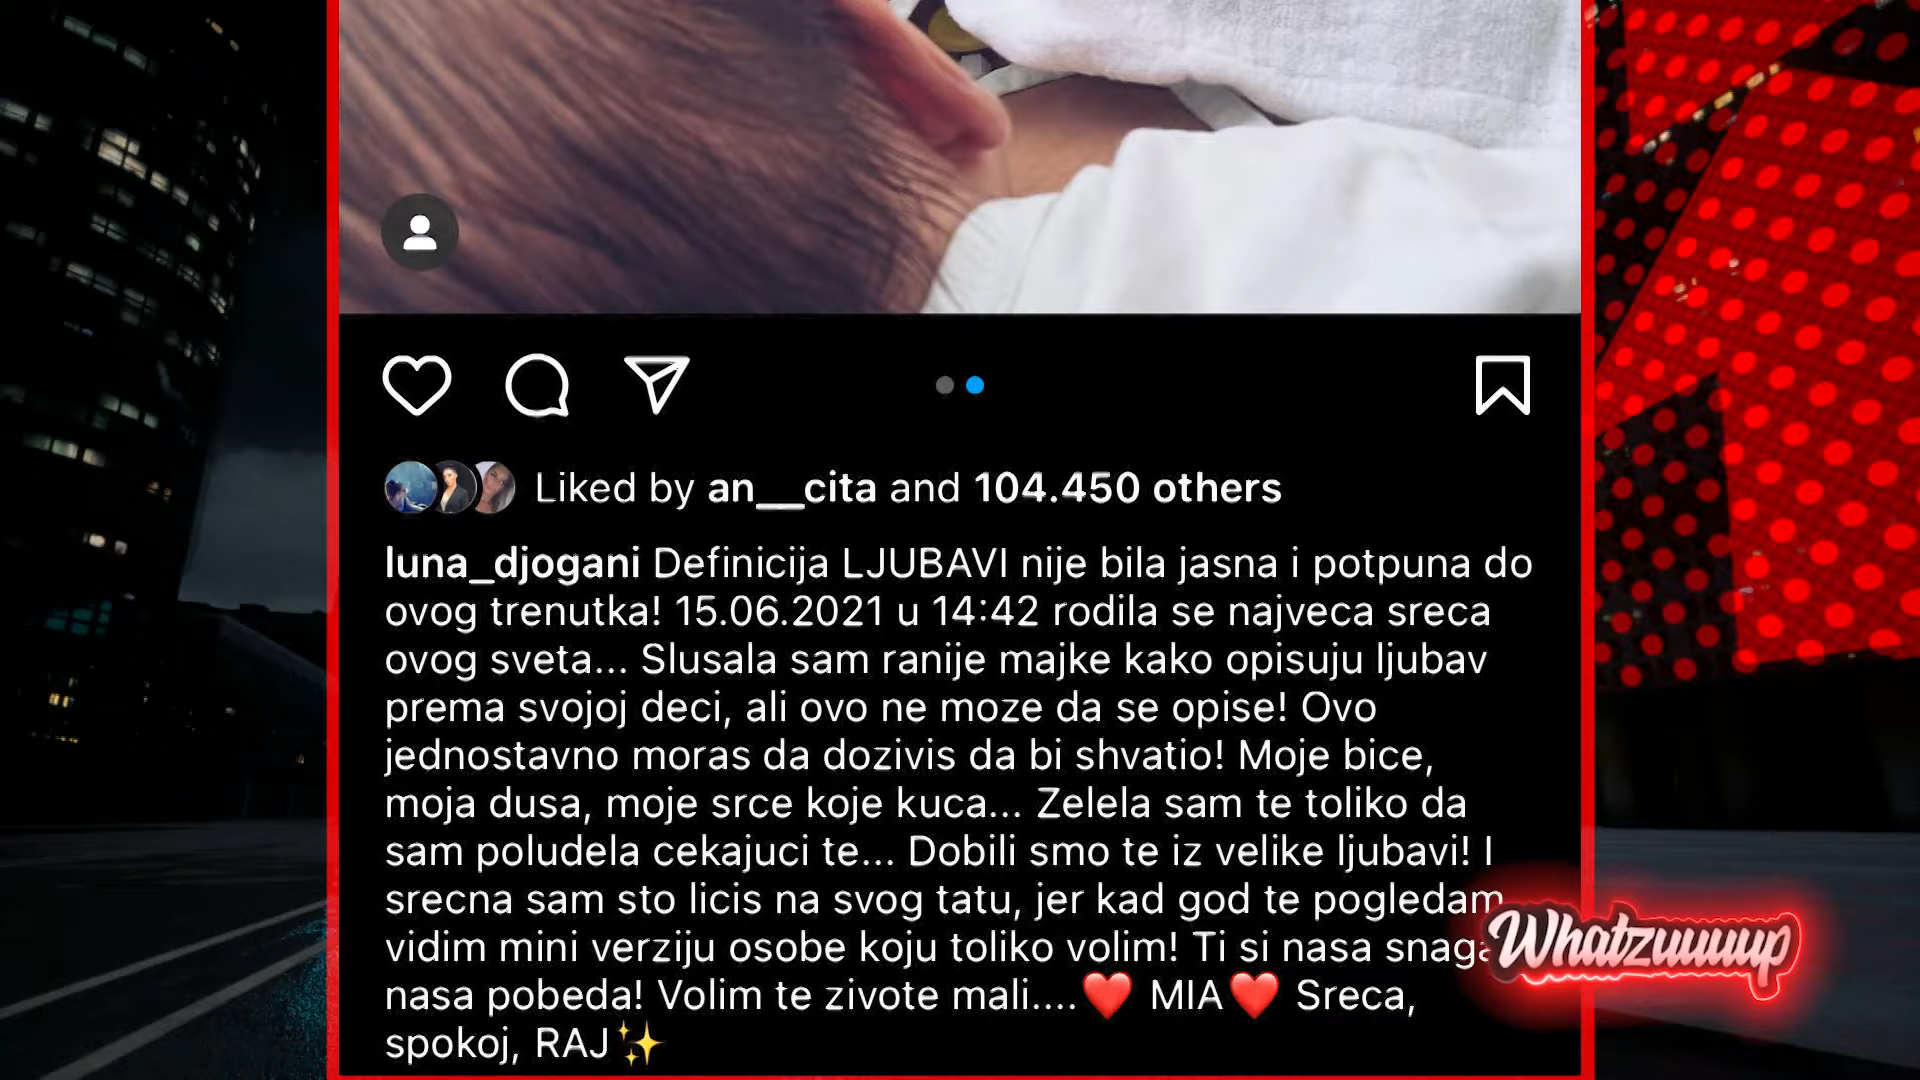 Liked by an__cita and 104.450 others
luna_djogani Definicija LJUBAVI nije bila jasna i potpuna do
ovog trenutka! 15.06.2021 u 14:42 rodila se najveca sreca
ovog sveta... Slusala sam ranije majke kako opisuju ljubav
prema svojoj deci, ali ovo ne moze da se opise! Ovo
jednostavno moras da dozivis da bi shvatio! Moje bice,
moja dusa, moje srce koje kuca... Zelela sam te toliko da
sam poludela cekajuci te... Dobili smo te iz velike ljubavi! I
srecna sam sto licis na svog tatu, jer kad god te pogledam
vidim mini verziju osobe koju toliko volim! Ti si nasa snaga
nasa pobeda! Volim te zivote mali....❤️ MIA❤️ Sreca,
spokoj, RAJ✨
Whatzuuuup